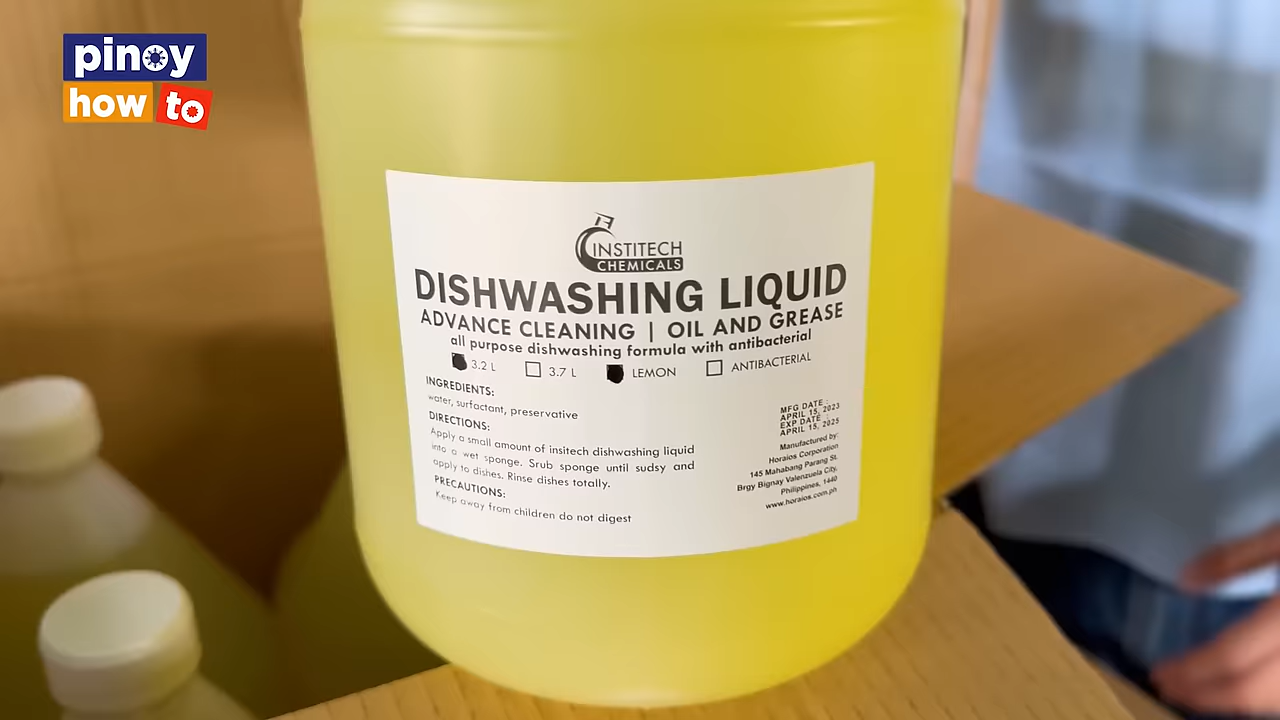 pinoy
how to
INSTITECH
CHEMICALS
DISHWASHING LIQUID
ADVANCE CLEANING | OIL AND GREASE
all purpose dishwashing formula with antibacterial
3.2 L 3.7 L LEMON ANTIBACTERIAL
INGREDIENTS:
water, surfactant, preservative
DIRECTIONS:
Apply a small amount of insitech dishwashing liquid
into a wet sponge. Srub sponge until sudsy and
apply to dishes. Rinse dishes totally.
PRECAUTIONS:
Keep away from children do not digest
MFG DATE :
APRIL 15, 2023
EXP DATE :
APRIL 15, 2025
Manufactured by:
Horaios Corporation
145 Mahabang Parang St.
Brgy Bignay Valenzuela City,
Philippines, 1440
www.horaios.com.ph